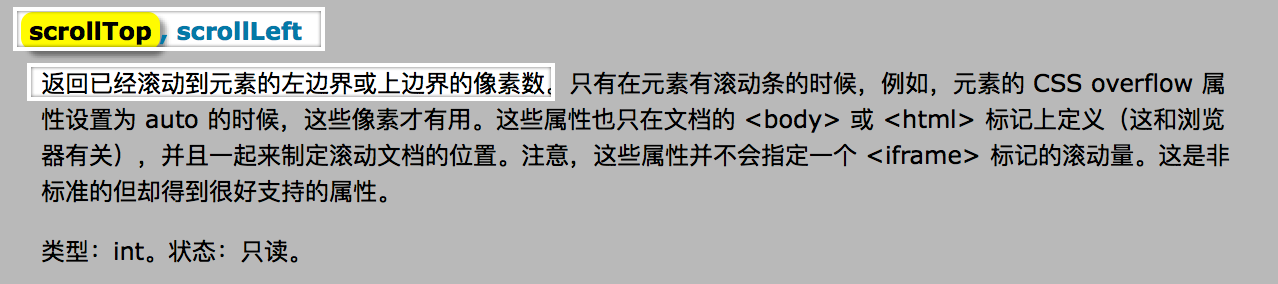 scrollTop, scrollLeft
返回已经滚动到元素的左边界或上边界的像素数。只有在元素有滚动条的时候，例如，元素的 CSS overflow 属
性设置为 auto 的时候，这些像素才有用。这些属性也只在文档的 <body> 或 <html> 标记上定义（这和浏览
器有关），并且一起来制定滚动文档的位置。注意，这些属性并不会指定一个 <iframe> 标记的滚动量。这是非
标准的但却得到很好支持的属性。
类型：int。状态：只读。